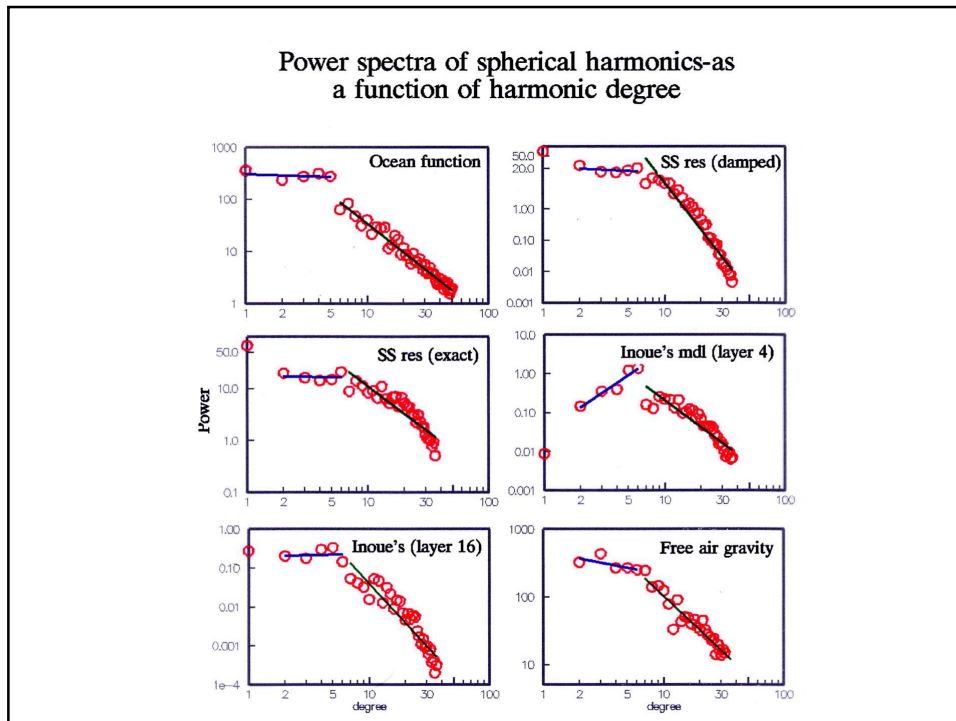 Power spectra of spherical harmonics-as
a function of harmonic degree
Ocean function
1000
100
10
1
1 2 5 10 30 100
SS res (damped)
50.0
20.0
1.00
0.10
0.01
0.001
1 2 5 10 30 100
SS res (exact)
Power
50.0
10.0
1.0
0.1
1 2 5 10 30 100
Inoue's mdl (layer 4)
10.0
1.00
0.10
0.01
0.001
1 2 5 10 30 100
Inoue's (layer 16)
1.00
0.10
0.01
0.001
1e-4
1 2 5 10 30 100
degree
Free air gravity
1000
100
10
1 2 5 10 30 100
degree